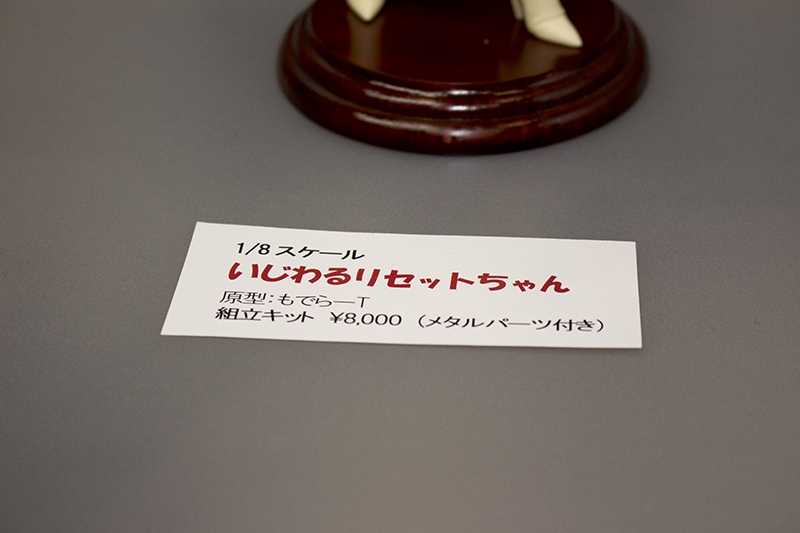 1/8 スケール
いじわるリセットちゃん
原型:もでらーT
組立キット ¥8,000 (メタルパーツ付き)